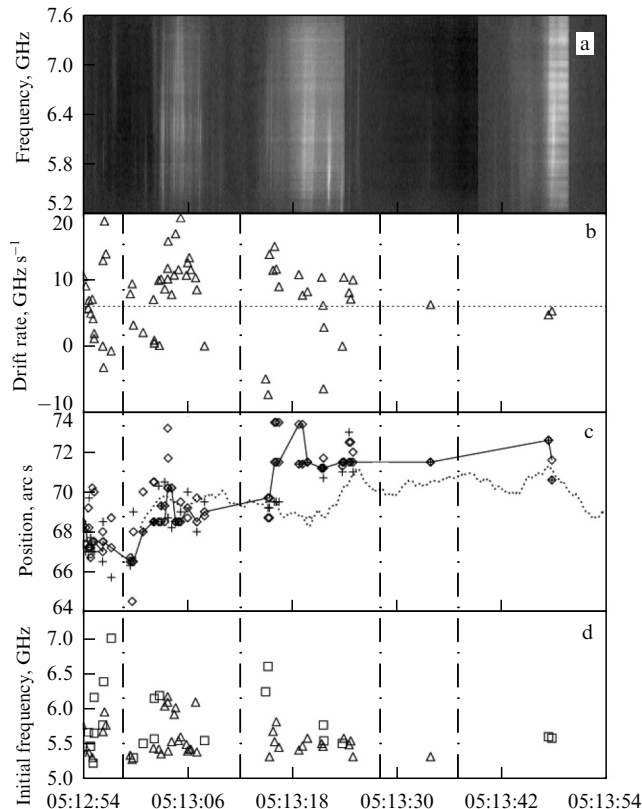 7.6
7.0
6.4
5.8
5.2
Frequency, GHz
a
20
10
0
−10
Drift rate, GHz s−1
b
74
72
70
68
66
64
Position, arc s
c
7.0
6.5
6.0
5.5
5.0
Initial frequency, GHz
d
05:12:54 05:13:06 05:13:18 05:13:30 05:13:42 05:13:54